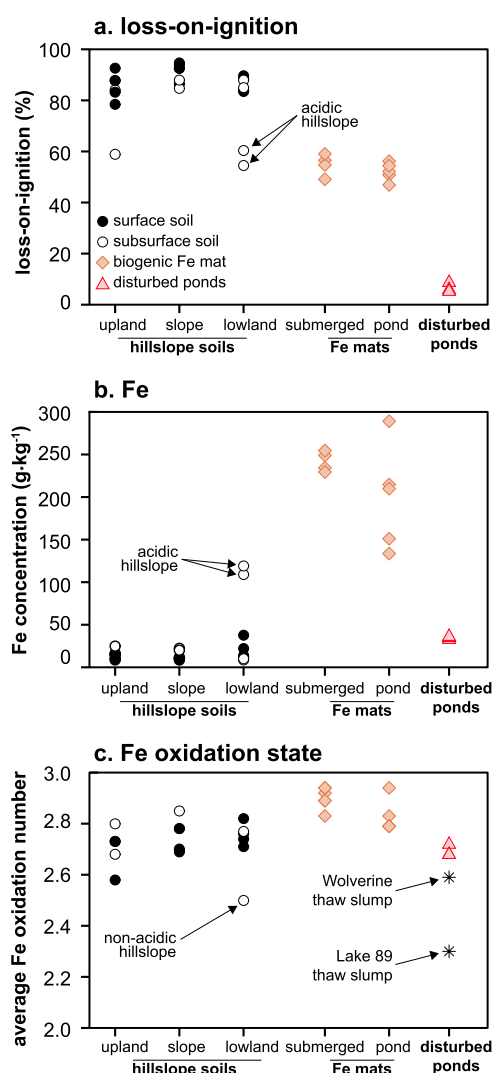 a. loss-on-ignition
loss-on-ignition (%)
100
80
60
40
20
0
acidic
hillslope
surface soil
subsurface soil
biogenic Fe mat
disturbed ponds
upland slope lowland submerged pond disturbed
hillslope soils Fe mats ponds
b. Fe
Fe concentration (g·kg-1)
300
250
200
150
100
50
0
acidic
hillslope
upland slope lowland submerged pond disturbed
hillslope soils Fe mats ponds
c. Fe oxidation state
average Fe oxidation number
3.0
2.8
2.6
2.4
2.2
2.0
Wolverine
thaw slump
non-acidic
hillslope
Lake 89
thaw slump
upland slope lowland submerged pond disturbed
hillslope soils Fe mats ponds